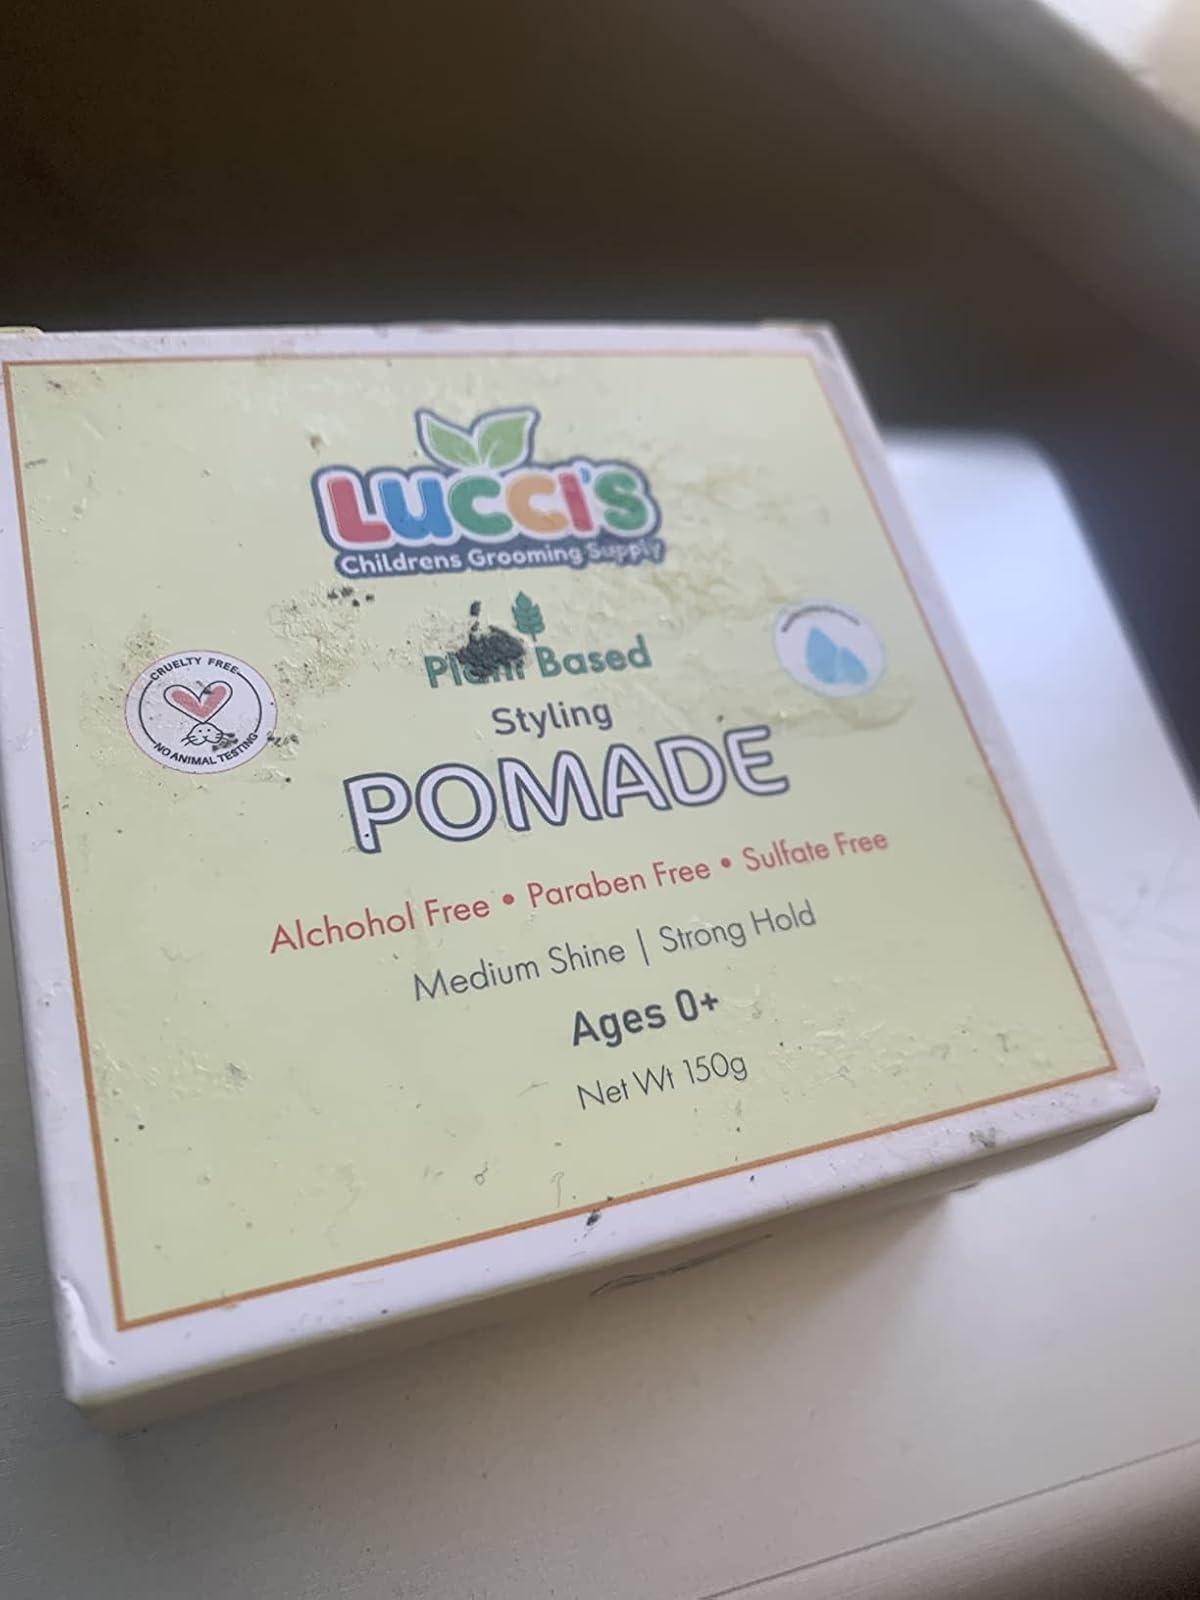 LUCCI'S
Childrens Grooming Supply
Plant Based
CRUELTY FREE
NO ANIMAL TESTING
Styling
POMADE
Alchohol Free • Paraben Free • Sulfate Free
Medium Shine | Strong Hold
Ages 0+
Net Wt 150g